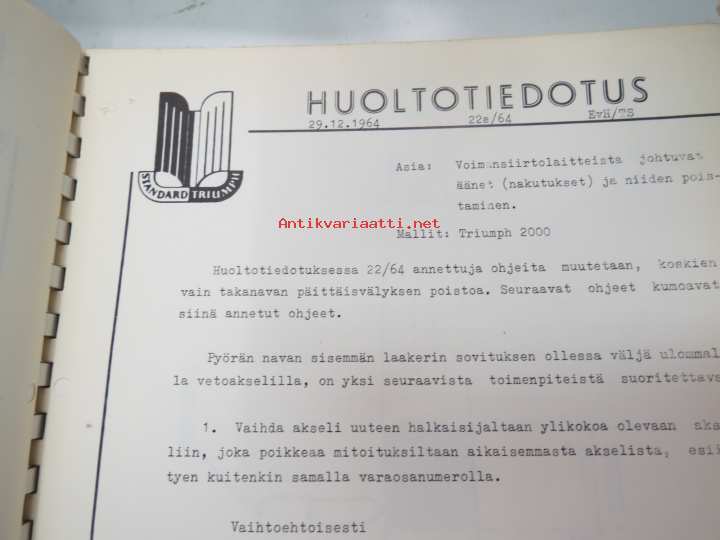 HUOLTOTIEDOTUS
29.12.1964 22a/64 EvH/TS
STANDARD TRIUMPH
Asia: Voimansiirtolaitteista johtuvat
äänet (nakutukset) ja niiden pois-
taminen.
Antikvariaatti.net
Mallit: Triumph 2000
Huoltotiedotuksessa 22/64 annettuja ohjeita muutetaan, koskien
vain takanavan päittäisvälyksen poistoa. Seuraavat ohjeet kumoavat
siinä annetut ohjeet.
Pyörän navan sisemmän laakerin sovituksen ollessa väljä ulommal
la vetoakselilla, on yksi seuraavista toimenpiteistä suoritettava
1. Vaihda akseli uuteen halkaisijaltaan ylikokoa olevaan aks
liin, joka poikkeaa mitoituksiltaan aikaisemmasta akselista, esii
tyen kuitenkin samalla varaosanumerolla.
Vaihtoehtoisesti